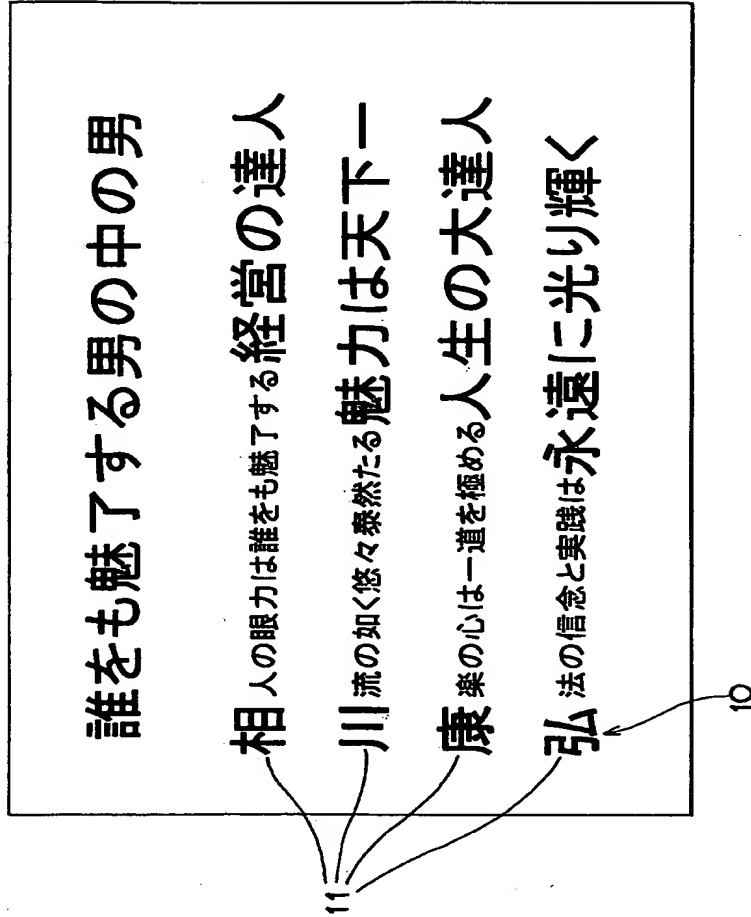 誰をも魅了する男の中の男
相人の眼力は誰をも魅了する経営の達人
川流の如く悠々泰然たる魅力は天下一
康楽の心は一道を極める人生の大達人
弘法の信念と実践は永遠に光り輝く
11
10